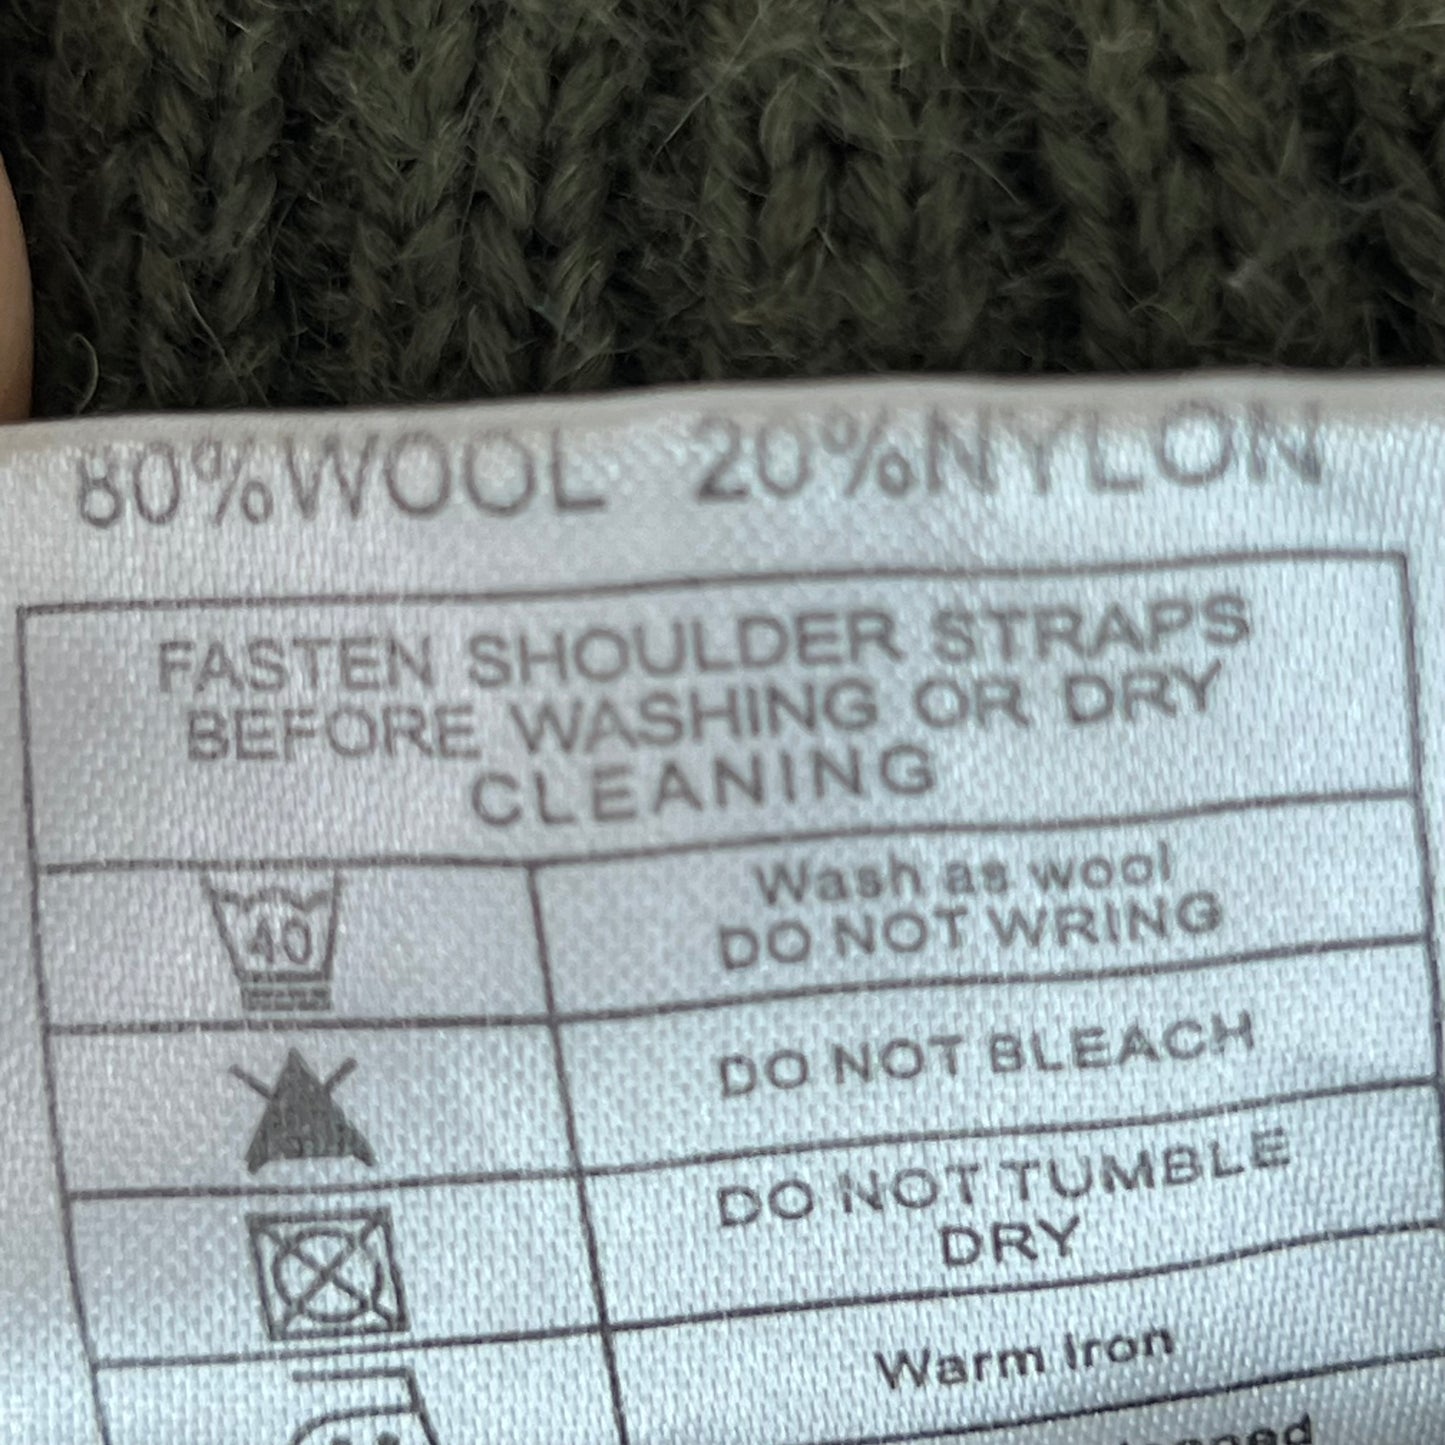 80%WOOL 20%NYLON
FASTEN SHOULDER STRAPS
BEFORE WASHING OR DRY
CLEANING
40
Wash as wool
DO NOT WRING
DO NOT BLEACH
DO NOT TUMBLE
DRY
Warm Iron